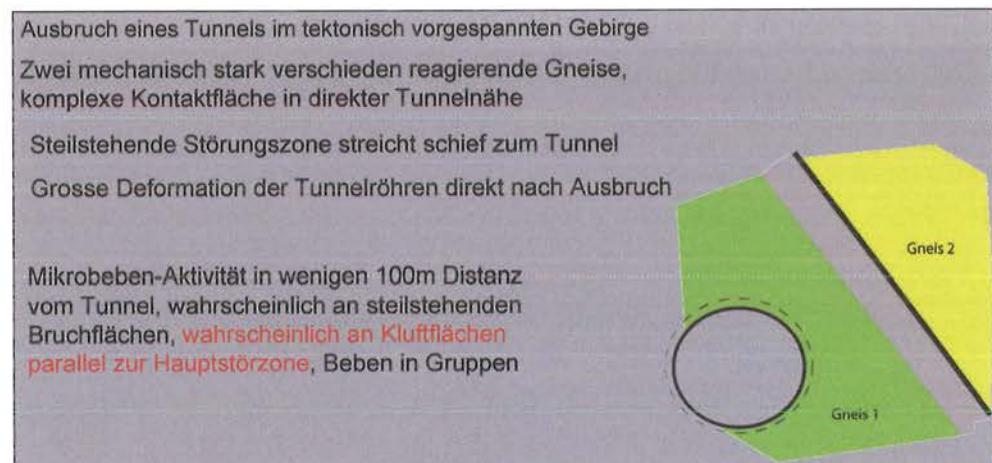 Ausbruch eines Tunnels im tektonisch vorgespannten Gebirge
Zwei mechanisch stark verschieden reagierende Gneise,
komplexe Kontaktfläche in direkter Tunnelnähe
Steilstehende Störungszone streicht schief zum Tunnel
Grosse Deformation der Tunnelröhren direkt nach Ausbruch
Gneis 2
Mikrobeben-Aktivität in wenigen 100m Distanz
vom Tunnel, wahrscheinlich an steilstehenden
Bruchflächen, wahrscheinlich an Kluftflächen
parallel zur Hauptstörzone, Beben in Gruppen
Gneis 1